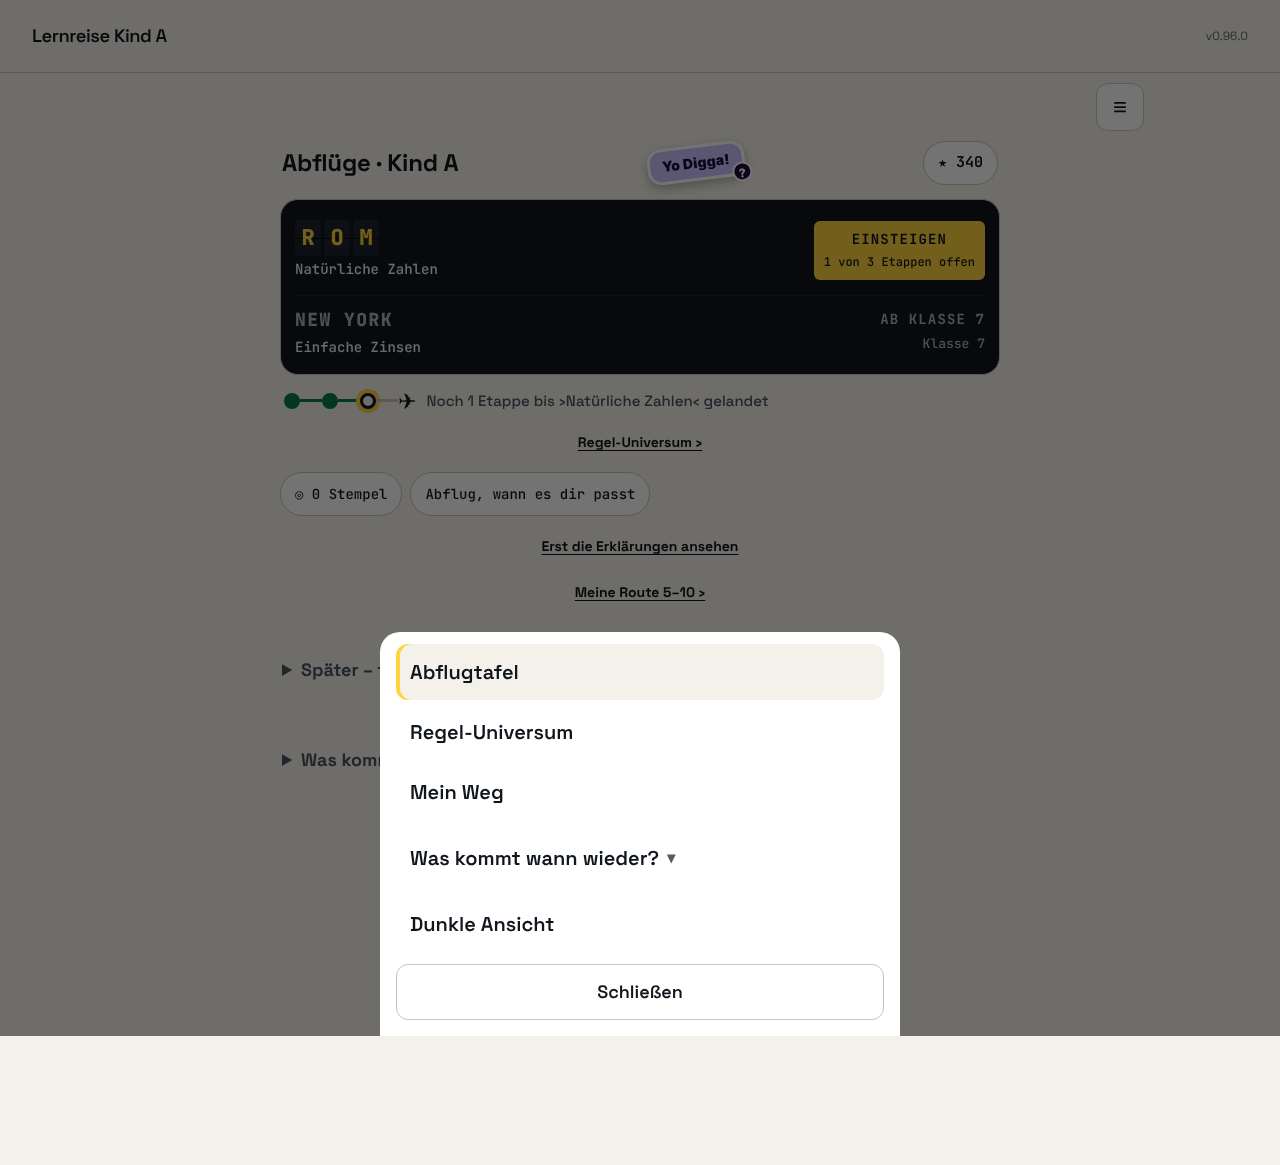 Lernreise Kind A
v0.96.0
≡
Abflüge · Kind A
Yo Digga!
?
★ 340
ROM
EINSTEIGEN
Natürliche Zahlen
1 von 3 Etappen offen
NEW YORK
AB KLASSE 7
Einfache Zinsen
Klasse 7
Noch 1 Etappe bis ›Natürliche Zahlen‹ gelandet
Regel-Universum ›
◎ 0 Stempel
Abflug, wann es dir passt
Erst die Erklärungen ansehen
Meine Route 5–10 ›
Später –
Was komm
Abflugtafel
Regel-Universum
Mein Weg
Was kommt wann wieder? ▾
Dunkle Ansicht
Schließen